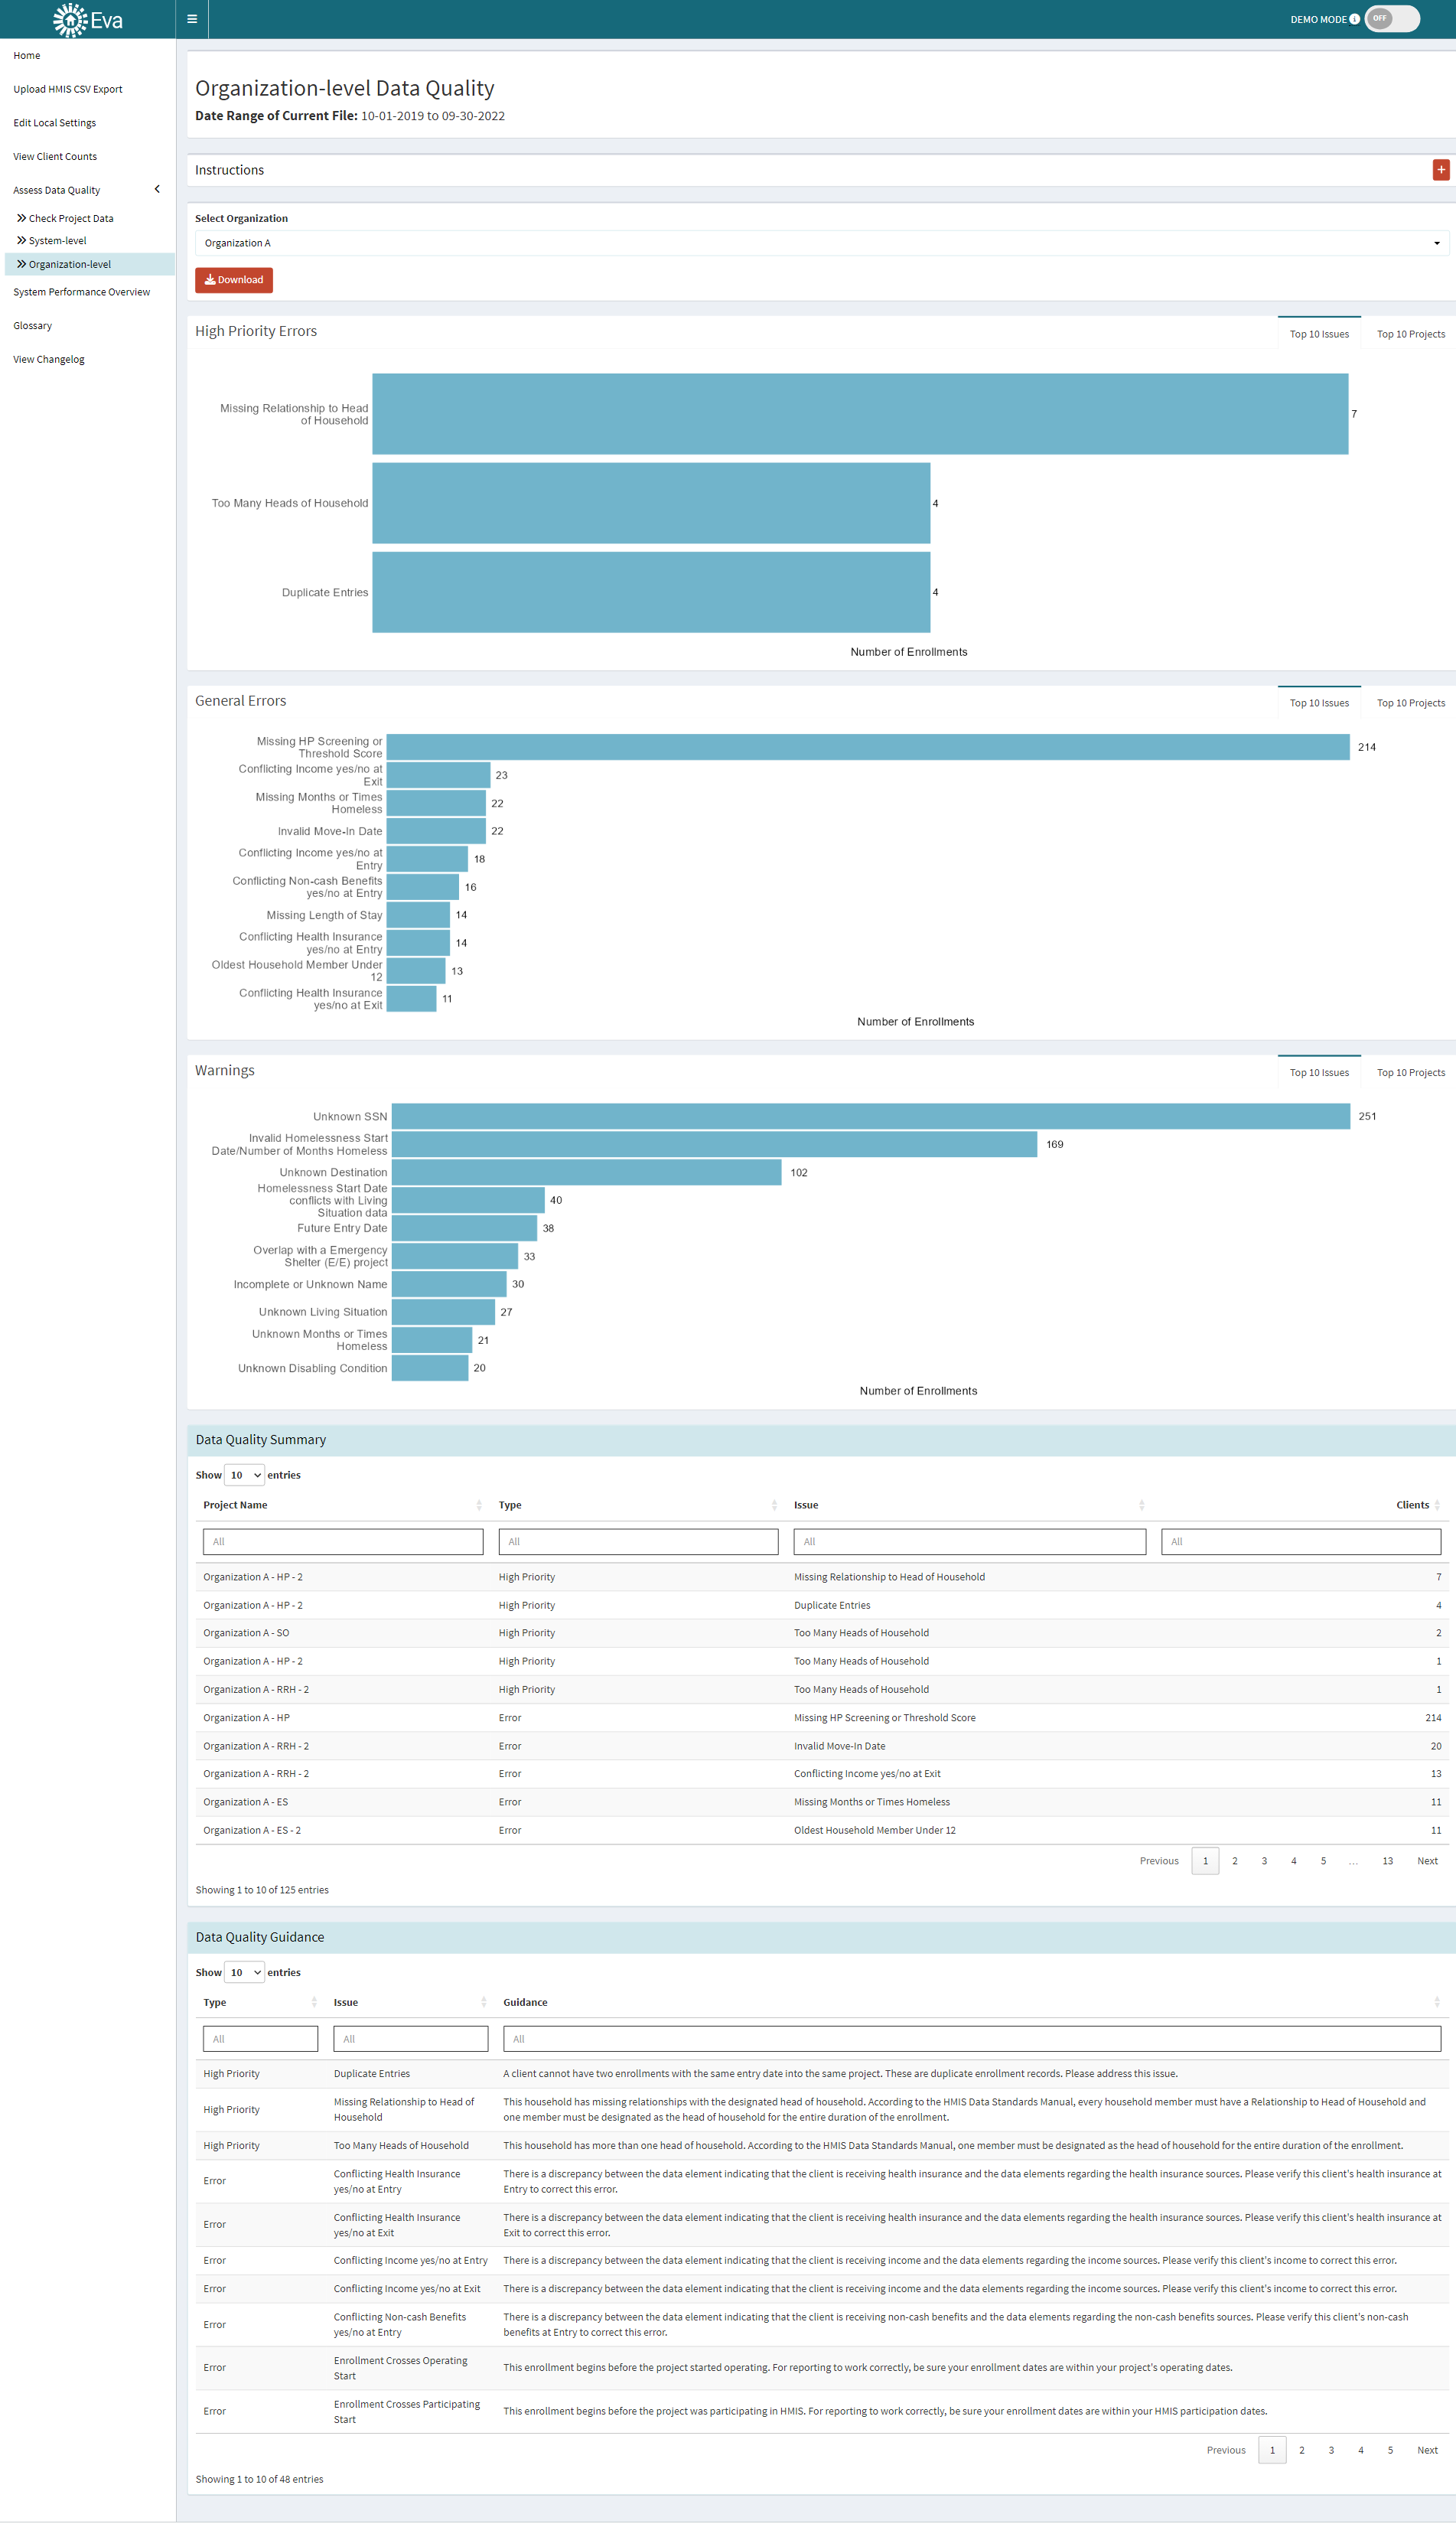 Eva
DEMO MODE
OFF
Home
Upload HMIS CSV Export
Edit Local Settings
View Client Counts
Assess Data Quality
Check Project Data
System-level
Organization-level
System Performance Overview
Glossary
View Changelog
Organization-level Data Quality
Date Range of Current File: 10-01-2019 to 09-30-2022
Instructions
Select Organization
Organization A
Download
High Priority Errors
Top 10 Issues Top 10 Projects
Missing Relationship to Head
of Household
7
Too Many Heads of Household
4
Duplicate Entries
4
Number of Enrollments
General Errors
Top 10 Issues Top 10 Projects
Missing HP Screening or
Threshold Score
214
Conflicting Income yes/no at
Exit
23
Missing Months or Times
Homeless
22
Invalid Move-In Date
22
Conflicting Income yes/no at
Entry
18
Conflicting Non-cash Benefits
yes/no at Entry
16
Missing Length of Stay
14
Conflicting Health Insurance
yes/no at Entry
14
Oldest Household Member Under
12
13
Conflicting Health Insurance
yes/no at Exit
11
Number of Enrollments
Warnings
Top 10 Issues Top 10 Projects
Unknown SSN
251
Invalid Homelessness Start
Date/Number of Months Homeless
169
Unknown Destination
102
Homelessness Start Date
conflicts with Living
Situation data
40
Future Entry Date
38
Overlap with a Emergency
Shelter (E/E) project
33
Incomplete or Unknown Name
30
Unknown Living Situation
27
Unknown Months or Times
Homeless
21
Unknown Disabling Condition
20
Number of Enrollments
Data Quality Summary
Show 10 entries
Project Name Type Issue Clients
All All All All
Organization A - HP - 2 High Priority Missing Relationship to Head of Household 7
Organization A - HP - 2 High Priority Duplicate Entries 4
Organization A - SO High Priority Too Many Heads of Household 2
Organization A - HP - 2 High Priority Too Many Heads of Household 1
Organization A - RRH - 2 High Priority Too Many Heads of Household 1
Organization A - HP Error Missing HP Screening or Threshold Score 214
Organization A - RRH - 2 Error Invalid Move-In Date 20
Organization A - RRH - 2 Error Conflicting Income yes/no at Exit 13
Organization A - ES Error Missing Months or Times Homeless 11
Organization A - ES - 2 Error Oldest Household Member Under 12 11
Previous 1 2 3 4 5 … 13 Next
Showing 1 to 10 of 125 entries
Data Quality Guidance
Show 10 entries
Type Issue Guidance
All All All
High Priority Duplicate Entries A client cannot have two enrollments with the same entry date into the same project. These are duplicate enrollment records. Please address this issue.
High Priority
Missing Relationship to Head of
Household
This household has missing relationships with the designated head of household. According to the HMIS Data Standards Manual, every household member must have a Relationship to Head of Household and
one member must be designated as the head of household for the entire duration of the enrollment.
High Priority Too Many Heads of Household This household has more than one head of household. According to the HMIS Data Standards Manual, one member must be designated as the head of household for the entire duration of the enrollment.
Error
Conflicting Health Insurance
yes/no at Entry
There is a discrepancy between the data element indicating that the client is receiving health insurance and the data elements regarding the health insurance sources. Please verify this client's health insurance at
Entry to correct this error.
Error
Conflicting Health Insurance
yes/no at Exit
There is a discrepancy between the data element indicating that the client is receiving health insurance and the data elements regarding the health insurance sources. Please verify this client's health insurance at
Exit to correct this error.
Error Conflicting Income yes/no at Entry There is a discrepancy between the data element indicating that the client is receiving income and the data elements regarding the income sources. Please verify this client's income to correct this error.
Error Conflicting Income yes/no at Exit There is a discrepancy between the data element indicating that the client is receiving income and the data elements regarding the income sources. Please verify this client's income to correct this error.
Error
Conflicting Non-cash Benefits
yes/no at Entry
There is a discrepancy between the data element indicating that the client is receiving non-cash benefits and the data elements regarding the non-cash benefits sources. Please verify this client's non-cash
benefits at Entry to correct this error.
Error
Enrollment Crosses Operating
Start
This enrollment begins before the project started operating. For reporting to work correctly, be sure your enrollment dates are within your project's operating dates.
Error
Enrollment Crosses Participating
Start
This enrollment begins before the project was participating in HMIS. For reporting to work correctly, be sure your enrollment dates are within your HMIS participation dates.
Previous 1 2 3 4 5 Next
Showing 1 to 10 of 48 entries